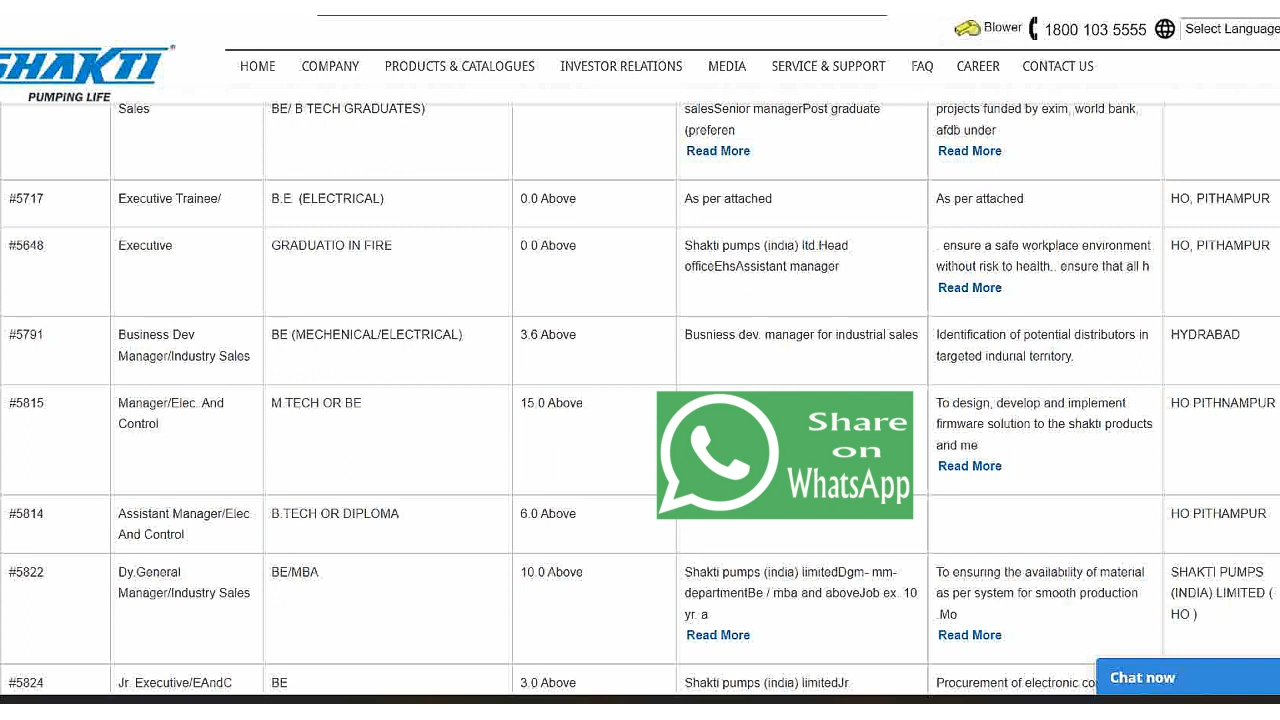 Blower 1800 103 5555 Select Language
SHAKTI
PUMPING LIFE
HOME COMPANY PRODUCTS & CATALOGUES INVESTOR RELATIONS MEDIA SERVICE & SUPPORT FAQ CAREER CONTACT US
Sales BE/ B TECH GRADUATES) salesSenior managerPost graduate projects funded by exim, world bank,
(preferen afdb under
Read More Read More
#5717 Executive Trainee/ B.E. (ELECTRICAL) 0.0 Above As per attached As per attached HO, PITHAMPUR
#5648 Executive GRADUATIO IN FIRE 0.0 Above Shakti pumps (india) ltd.Head . ensure a safe workplace environment HO, PITHAMPUR
officeEhsAssistant manager without risk to health.. ensure that all h
Read More
#5791 Business Dev BE (MECHENICAL/ELECTRICAL) 3.6 Above Busniess dev. manager for industrial sales Identification of potential distributors in HYDRABAD
Manager/Industry Sales targeted indurial territory.
#5815 Manager/Elec. And M.TECH OR BE 15.0 Above To design, develop and implement HO PITHNAMPUR
Control firmware solution to the shakti products
and me
Read More
Share
on
WhatsApp
#5814 Assistant Manager/Elec B.TECH OR DIPLOMA 6.0 Above HO PITHAMPUR
And Control
#5822 Dy.General BE/MBA 10.0 Above Shakti pumps (india) limitedDgm- mm- To ensuring the availability of material SHAKTI PUMPS
Manager/Industry Sales departmentBe / mba and aboveJob ex. 10 as per system for smooth production (INDIA) LIMITED (
yr. a .Mo HO )
Read More Read More
#5824 Jr. Executive/EAndC BE 3.0 Above Shakti pumps (india) limitedJr Procurement of electronic co
Chat now